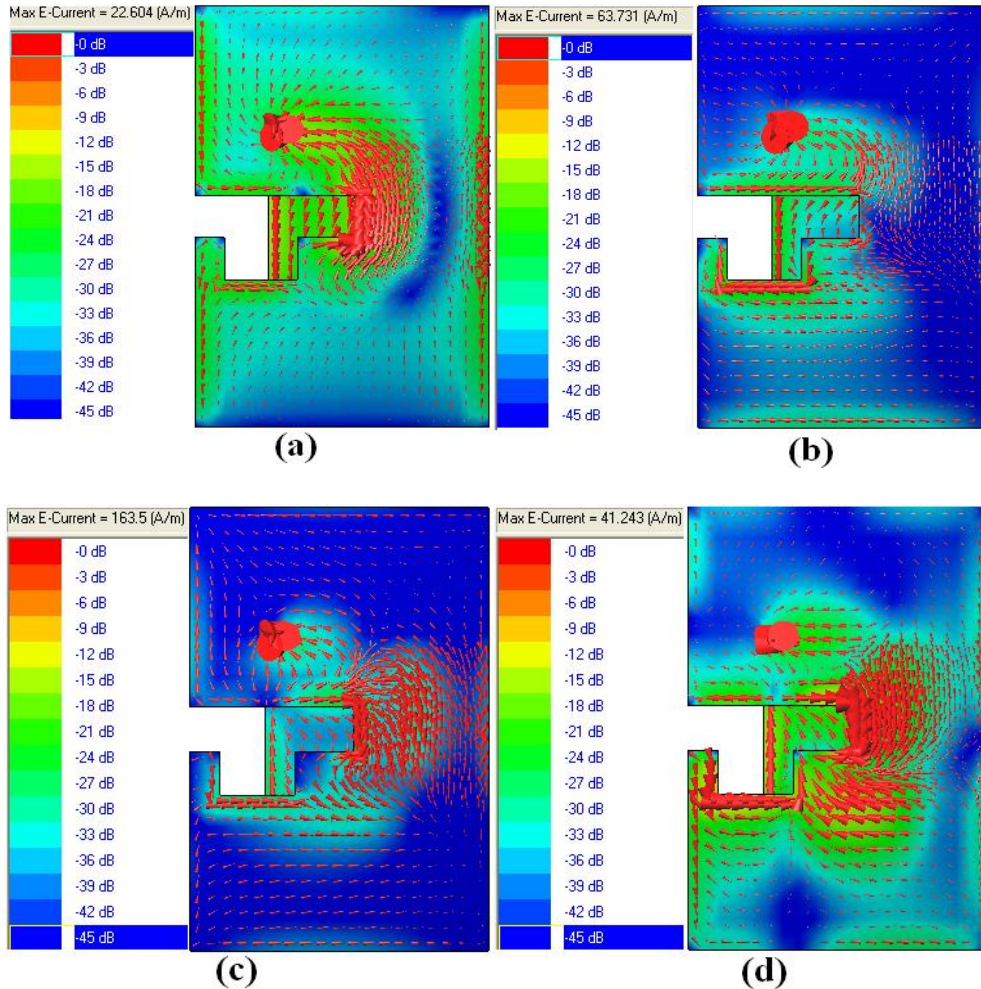 Max E-Current = 22.604 (A/m)
-0 dB
-3 dB
-6 dB
-9 dB
-12 dB
-15 dB
-18 dB
-21 dB
-24 dB
-27 dB
-30 dB
-33 dB
-36 dB
-39 dB
-42 dB
-45 dB
(a)
Max E-Current = 63.731 (A/m)
-0 dB
-3 dB
-6 dB
-9 dB
-12 dB
-15 dB
-18 dB
-21 dB
-24 dB
-27 dB
-30 dB
-33 dB
-36 dB
-39 dB
-42 dB
-45 dB
(b)
Max E-Current = 163.5 (A/m)
-0 dB
-3 dB
-6 dB
-9 dB
-12 dB
-15 dB
-18 dB
-21 dB
-24 dB
-27 dB
-30 dB
-33 dB
-36 dB
-39 dB
-42 dB
-45 dB
(c)
Max E-Current = 41.243 (A/m)
-0 dB
-3 dB
-6 dB
-9 dB
-12 dB
-15 dB
-18 dB
-21 dB
-24 dB
-27 dB
-30 dB
-33 dB
-36 dB
-39 dB
-42 dB
-45 dB
(d)